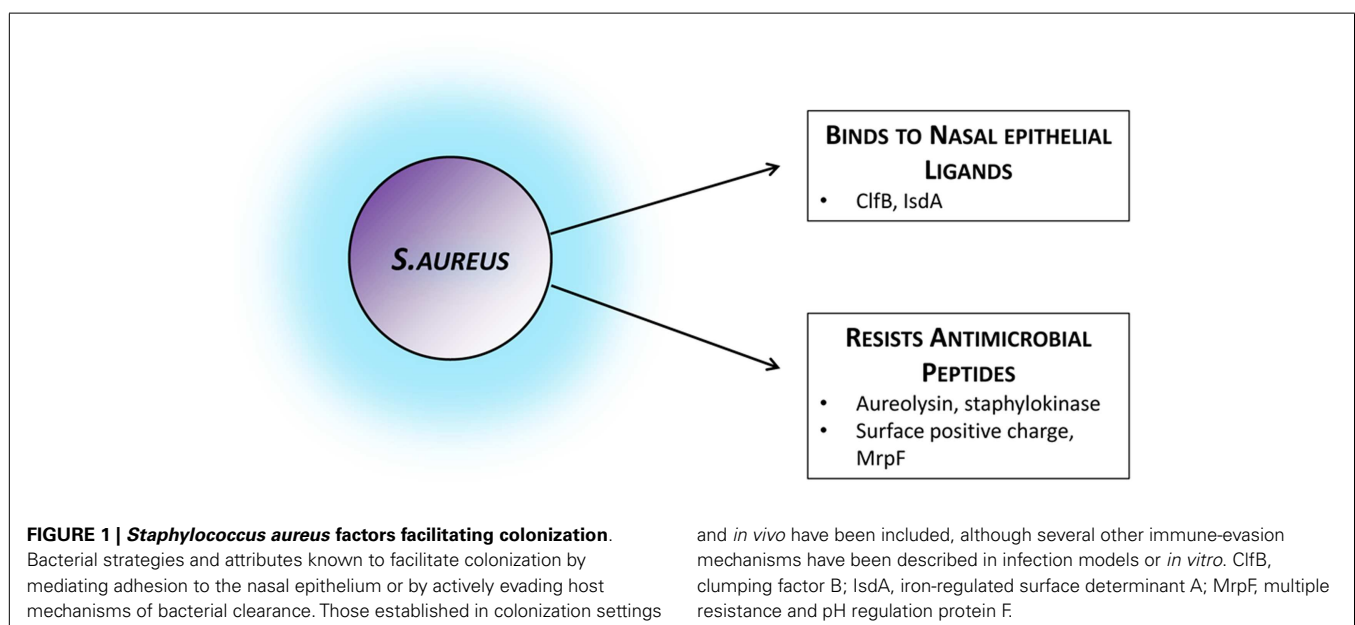 S.AUREUS
BINDS TO NASAL EPITHELIAL
LIGANDS
• ClfB, IsdA
RESISTS ANTIMICROBIAL
PEPTIDES
• Aureolysin, staphylokinase
• Surface positive charge,
MrpF
FIGURE 1 | Staphylococcus aureus factors facilitating colonization.
Bacterial strategies and attributes known to facilitate colonization by
mediating adhesion to the nasal epithelium or by actively evading host
mechanisms of bacterial clearance. Those established in colonization settings
and in vivo have been included, although several other immune-evasion
mechanisms have been described in infection models or in vitro. ClfB,
clumping factor B; IsdA, iron-regulated surface determinant A; MrpF, multiple
resistance and pH regulation protein F.